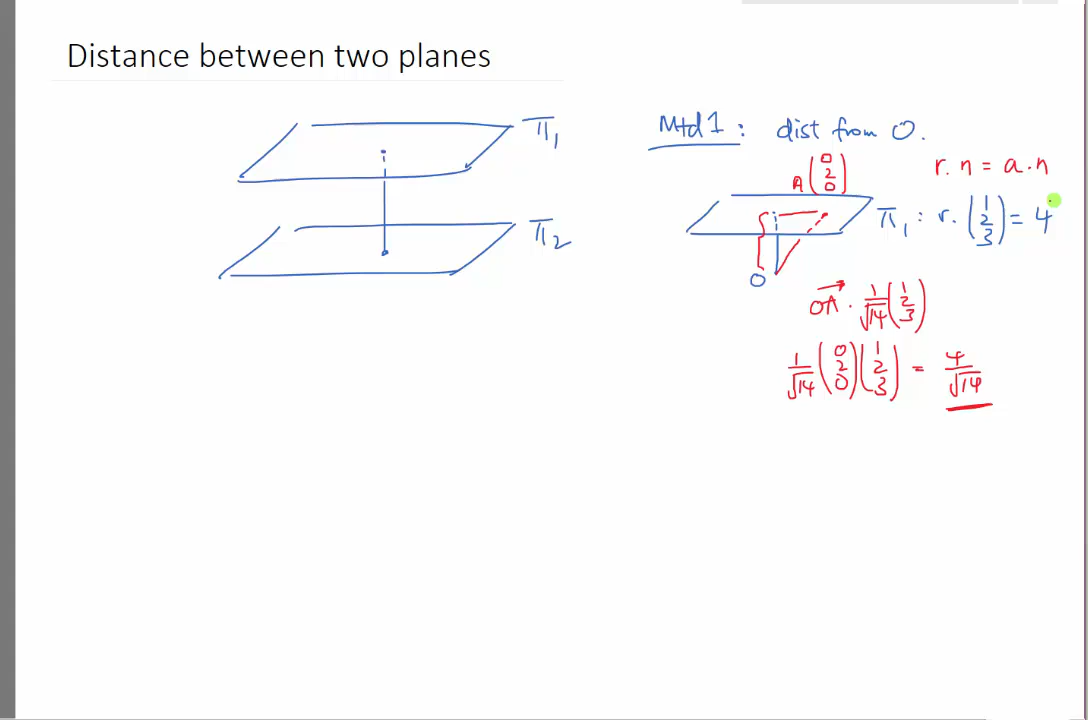 Distance between two planes
π₁
π₂
Mtd 1 : dist from O.
r. n = a . n
A (0 2 0)
π₁ : r. (1 2 3) = 4
O
OA⃗ . 1/√14 (1 2 3)
1/√14 (0 2 0) (1 2 3) = 4/√14